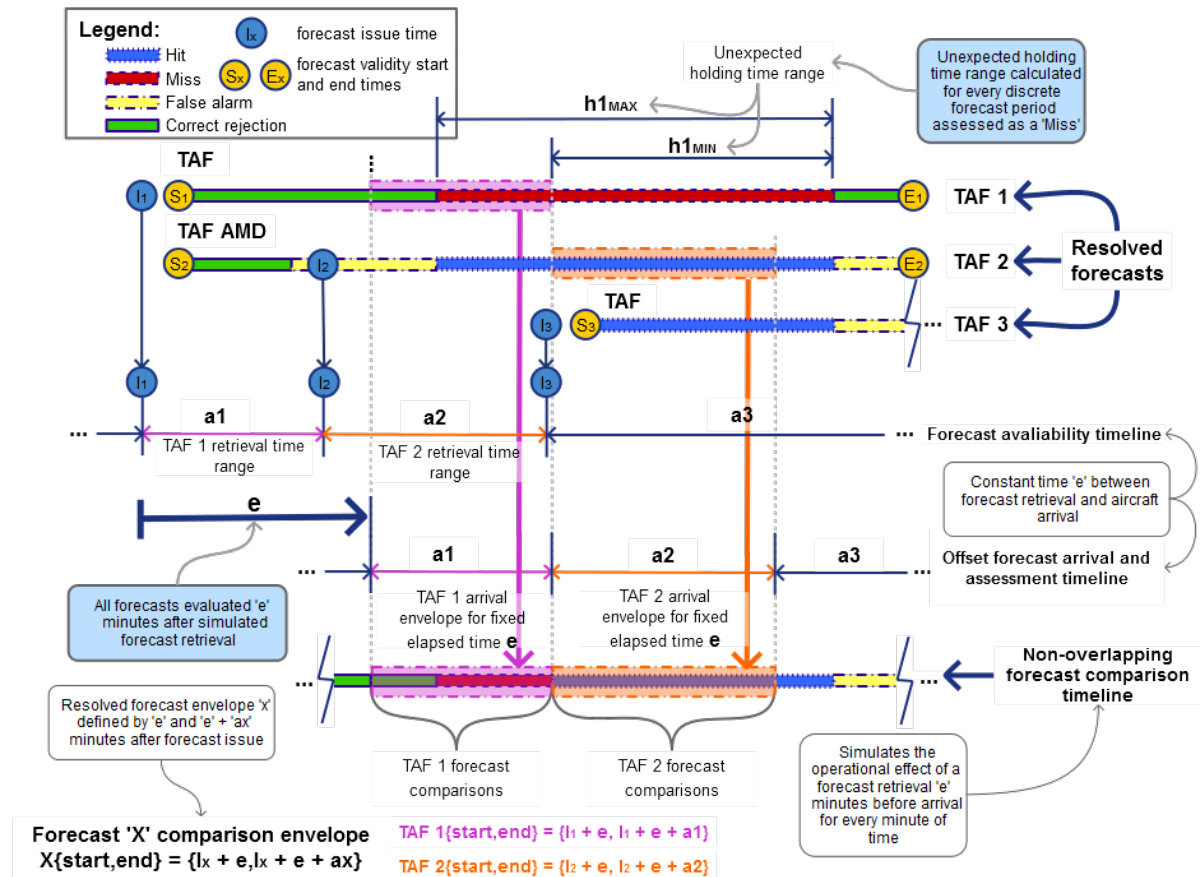 Legend:
Hit
Miss
False alarm
Correct rejection
Ix
forecast issue time
Sx
Ex
forecast validity start
and end times
Unexpected
holding time range
Unexpected holding
time range calculated
for every discrete
forecast period
assessed as a 'Miss'
h1MAX
h1MIN
TAF
I1
S1
E1
TAF 1
TAF AMD
S2
I2
E2
TAF 2
Resolved
forecasts
TAF
I3
S3
... TAF 3
I1
I2
I3
...
a1
a2
a3
...
TAF 1 retrieval time
range
TAF 2 retrieval time
range
Forecast avaliability timeline
e
Constant time 'e' between
forecast retrieval and aircraft
arrival
...
a1
a2
a3
...
Offset forecast arrival and
assessment timeline
All forecasts evaluated 'e'
minutes after simulated
forecast retrieval
TAF 1 arrival
envelope for fixed
elapsed time e
TAF 2 arrival
envelope for fixed
elapsed time e
...
...
Non-overlapping
forecast comparison
timeline
Resolved forecast envelope 'x'
defined by 'e' and 'e' + 'ax'
minutes after forecast issue
TAF 1 forecast
comparisons
TAF 2 forecast
comparisons
Simulates the
operational effect of a
forecast retrieval 'e'
minutes before arrival
for every minute of
time
Forecast 'X' comparison envelope
X{start,end} = {Ix + e,Ix + e + ax}
TAF 1{start,end} = {I1 + e, I1 + e + a1}
TAF 2{start,end} = {I2 + e, I2 + e + a2}